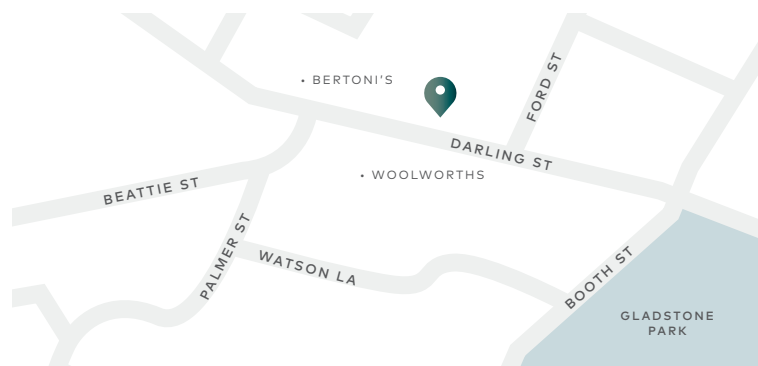 • BERTONI'S
FORD ST
DARLING ST
• WOOLWORTHS
BEATTIE ST
PALMER ST
WATSON LA
BOOTH ST
GLADSTONE
PARK